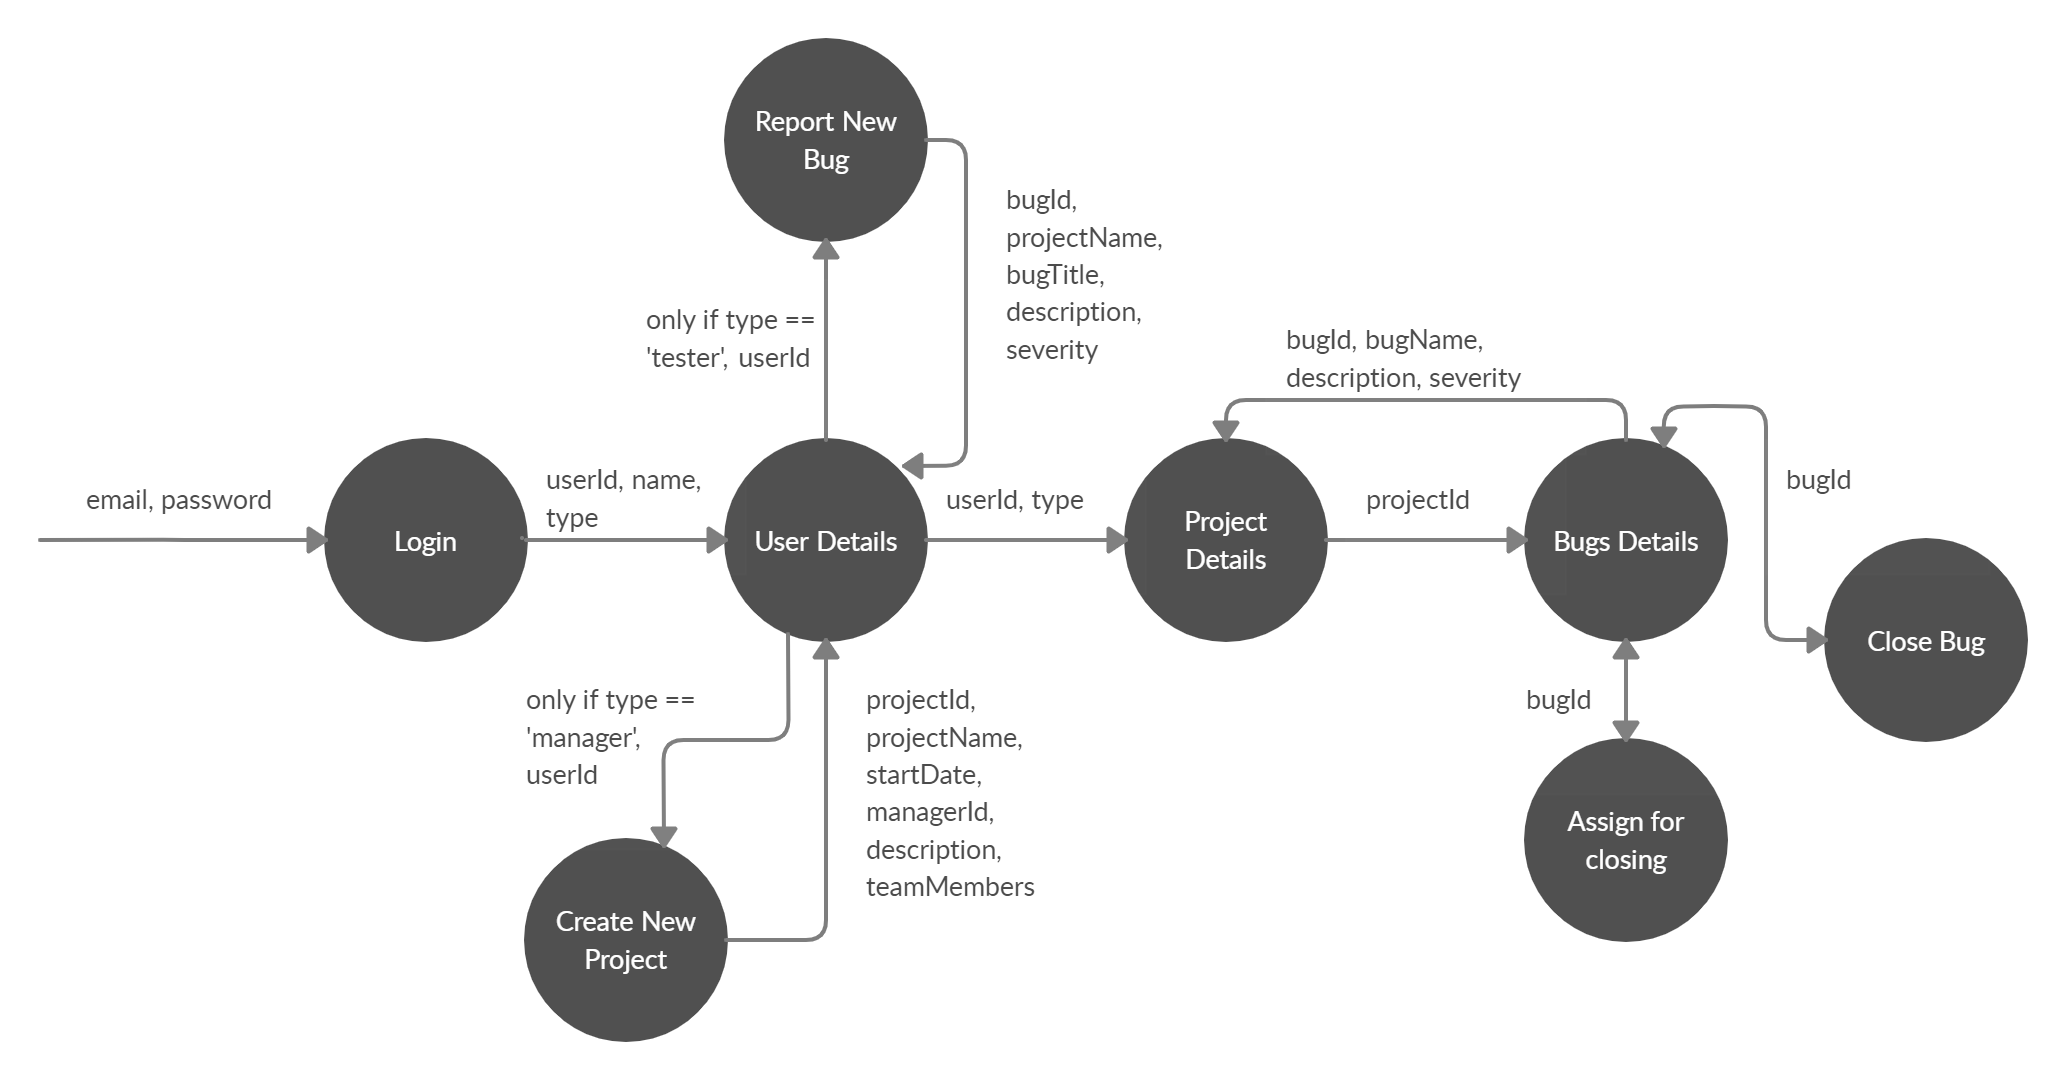 Report New
Bug
bugId,
projectName,
bugTitle,
description,
severity
only if type ==
'tester', userId
bugId, bugName,
description, severity
email, password
Login
userId, name,
type
User Details
userId, type
Project
Details
projectId
Bugs Details
bugId
Close Bug
only if type ==
'manager',
userId
projectId,
projectName,
startDate,
managerId,
description,
teamMembers
bugId
Assign for
closing
Create New
Project